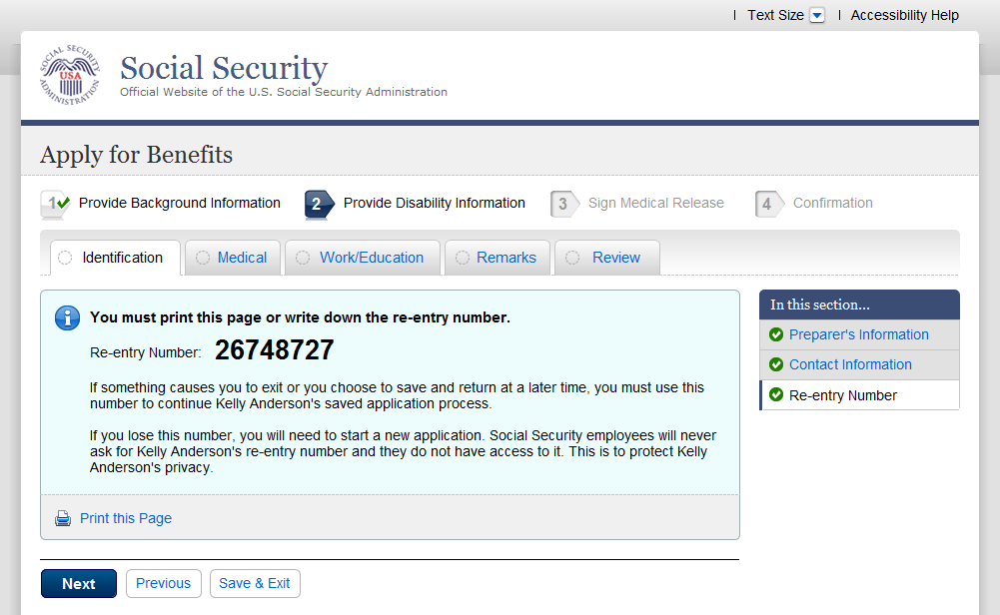 Text Size
Accessibility Help
SOCIAL SECURITY ADMINISTRATION
USA
Social Security
Official Website of the U.S. Social Security Administration
Apply for Benefits
1 Provide Background Information
2 Provide Disability Information
3 Sign Medical Release
4 Confirmation
Identification
Medical
Work/Education
Remarks
Review
You must print this page or write down the re-entry number.
Re-entry Number: 26748727
If something causes you to exit or you choose to save and return at a later time, you must use this
number to continue Kelly Anderson's saved application process.
If you lose this number, you will need to start a new application. Social Security employees will never
ask for Kelly Anderson's re-entry number and they do not have access to it. This is to protect Kelly
Anderson's privacy.
Print this Page
In this section...
Preparer's Information
Contact Information
Re-entry Number
Next
Previous
Save & Exit